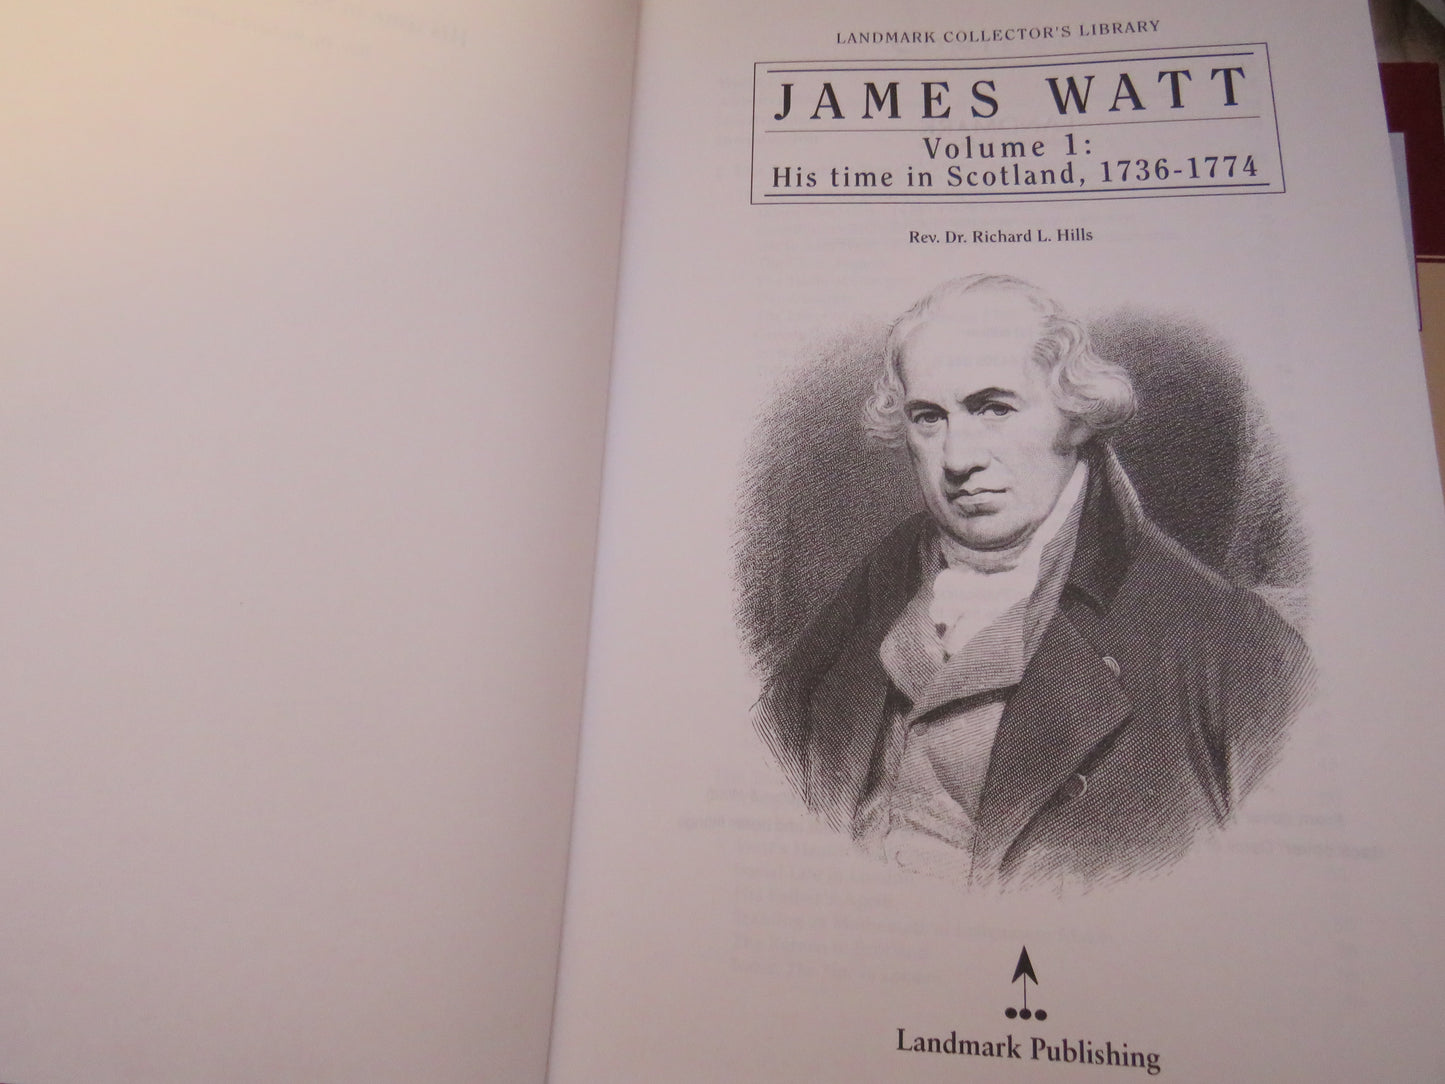 LANDMARK COLLECTOR'S LIBRARY
JAMES WATT
Volume 1:
His time in Scotland, 1736-1774
Rev. Dr. Richard L. Hills
Landmark Publishing